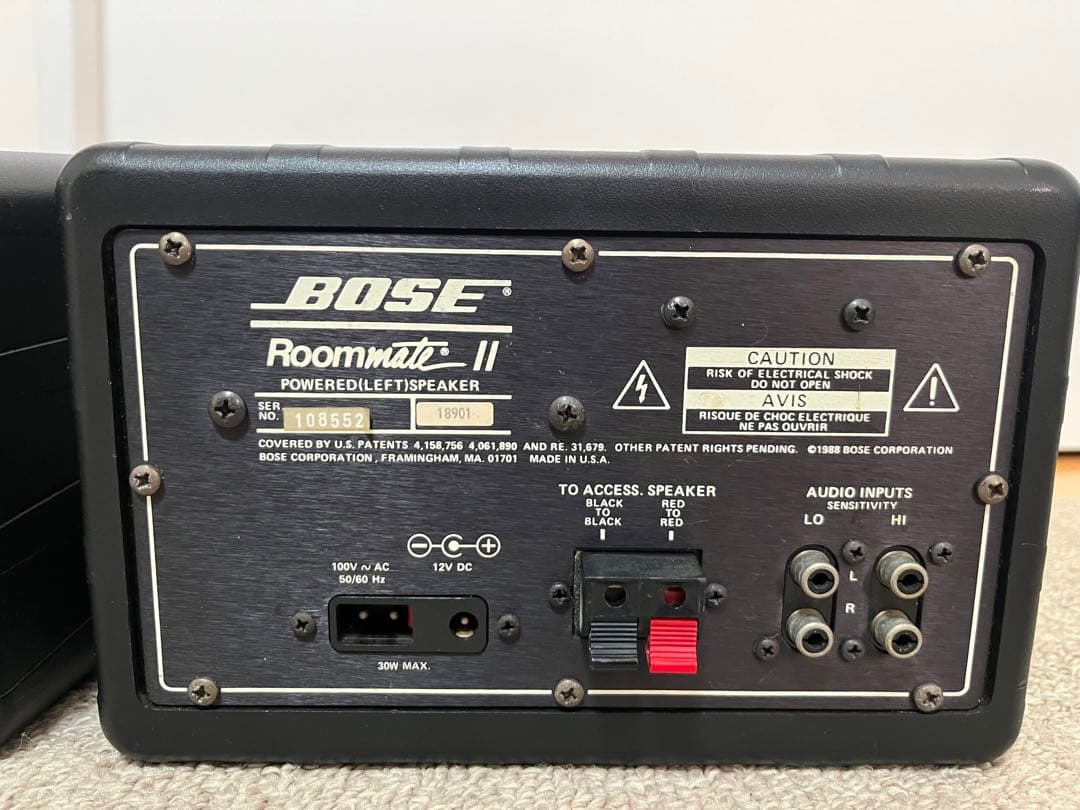 BOSE®
Roommate® II
POWERED(LEFT)SPEAKER
SER. NO. 108552 18901
CAUTION
RISK OF ELECTRICAL SHOCK
DO NOT OPEN
AVIS
RISQUE DE CHOC ELECTRIQUE
NE PAS OUVRIR
COVERED BY U.S. PATENTS 4,158,756 4,061,890 AND RE. 31,679. OTHER PATENT RIGHTS PENDING. ©1988 BOSE CORPORATION
BOSE CORPORATION, FRAMINGHAM, MA. 01701 MADE IN U.S.A.
100V ~ AC
50/60 Hz
12V DC
30W MAX.
TO ACCESS. SPEAKER
BLACK
TO
BLACK
RED
TO
RED
AUDIO INPUTS
SENSITIVITY
LO HI
L
R